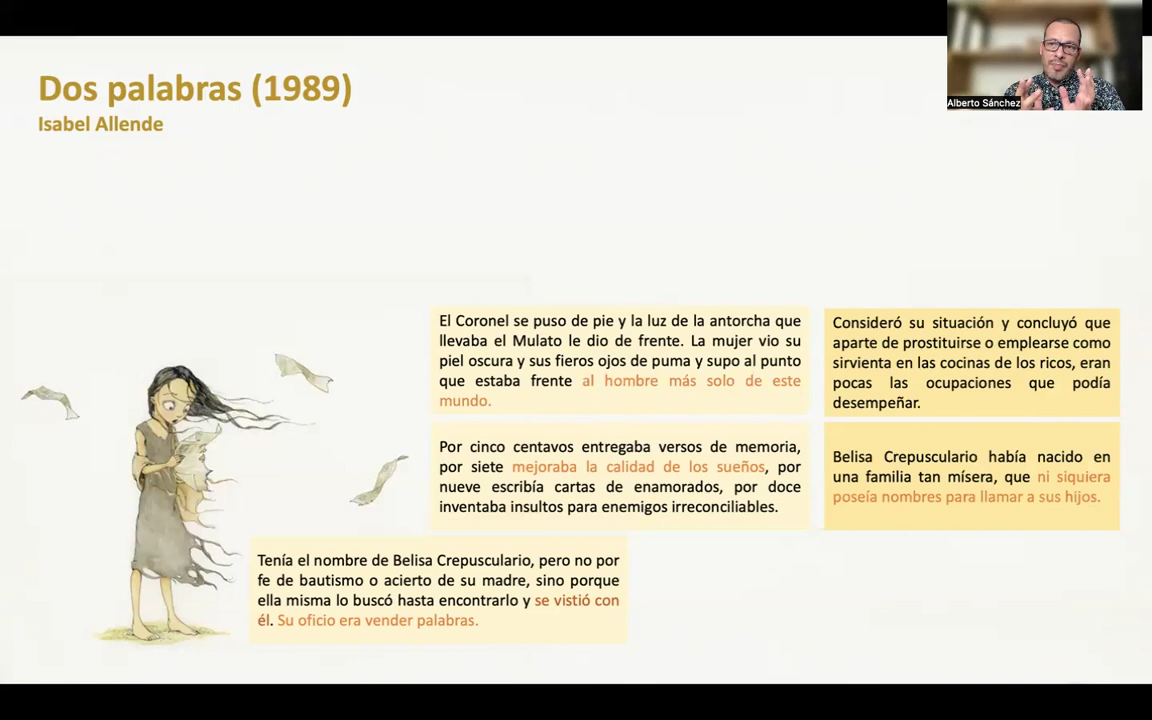 Dos palabras (1989)
Isabel Allende
Alberto Sánchez
El Coronel se puso de pie y la luz de la antorcha que
llevaba el Mulato le dio de frente. La mujer vio su
piel oscura y sus fieros ojos de puma y supo al punto
que estaba frente al hombre más solo de este
mundo.
Consideró su situación y concluyó que
aparte de prostituirse o emplearse como
sirvienta en las cocinas de los ricos, eran
pocas las ocupaciones que podía
desempeñar.
Por cinco centavos entregaba versos de memoria,
por siete mejoraba la calidad de los sueños, por
nueve escribía cartas de enamorados, por doce
inventaba insultos para enemigos irreconciliables.
Belisa Crepusculario había nacido en
una familia tan mísera, que ni siquiera
poseía nombres para llamar a sus hijos.
Tenía el nombre de Belisa Crepusculario, pero no por
fe de bautismo o acierto de su madre, sino porque
ella misma lo buscó hasta encontrarlo y se vistió con
él. Su oficio era vender palabras.